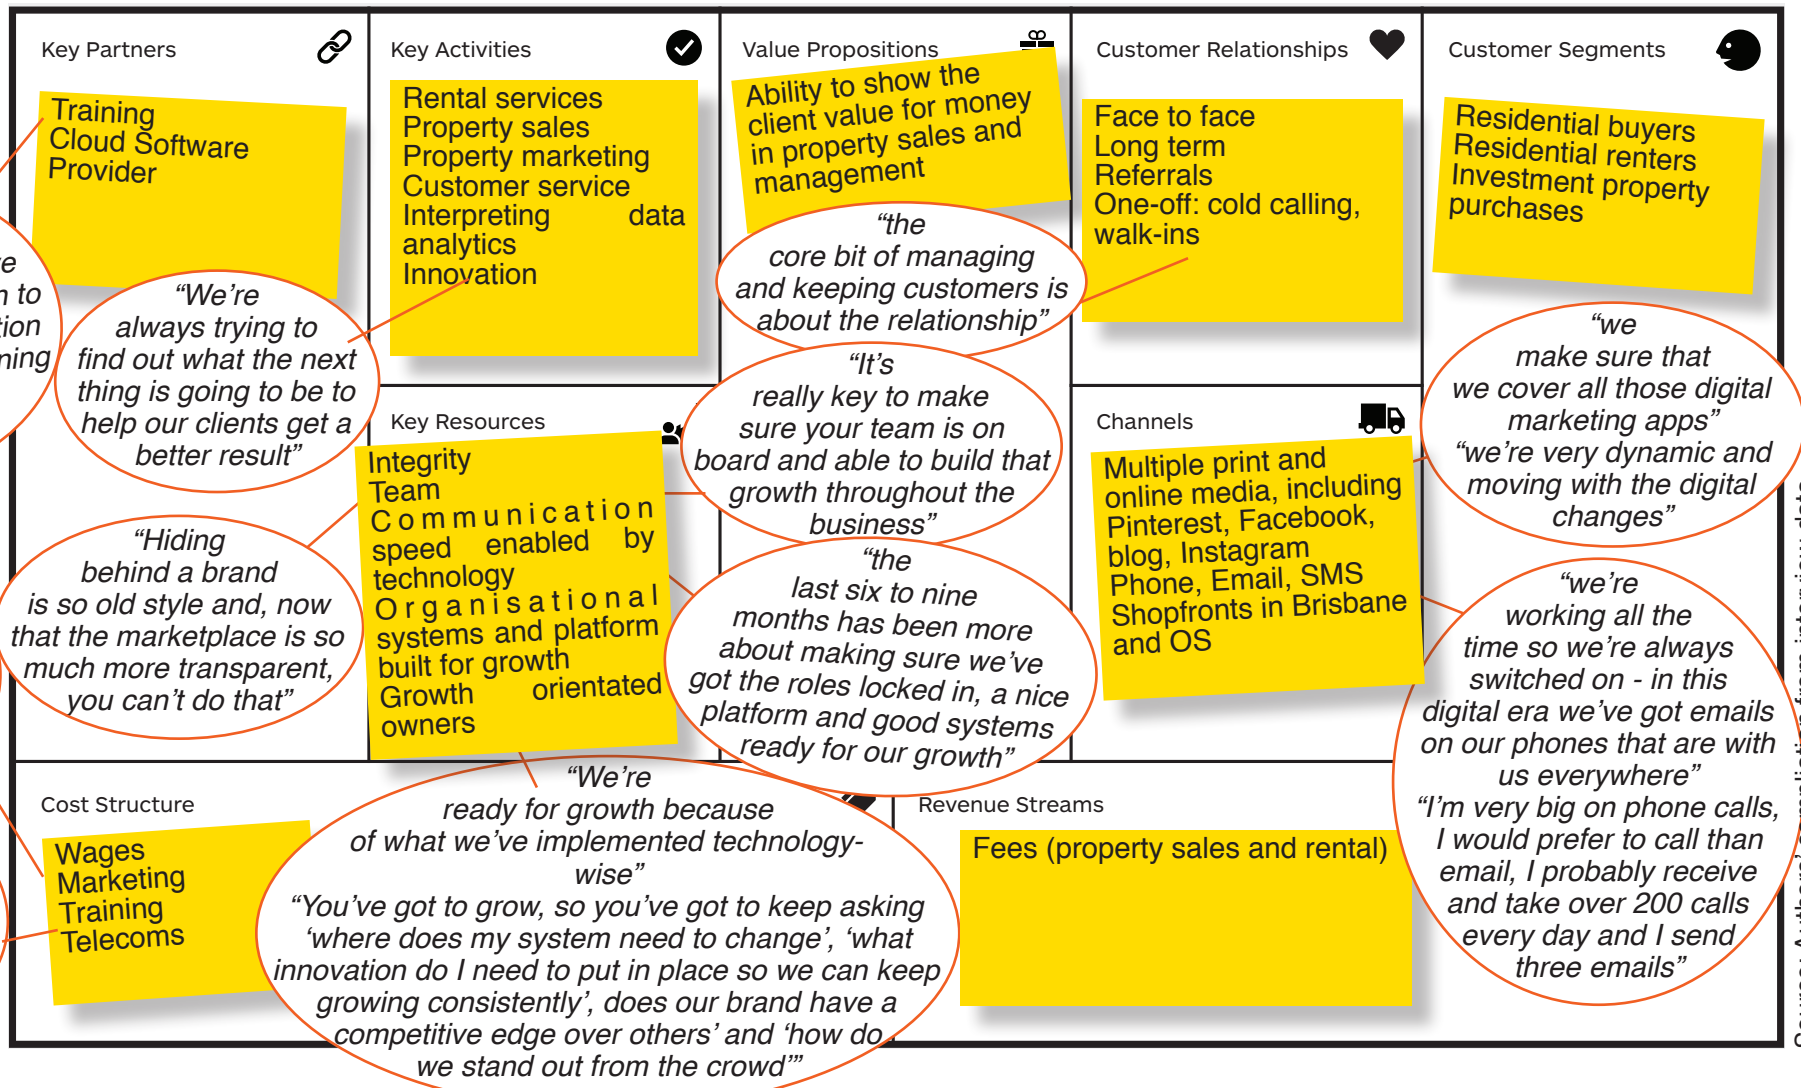 Key Partners
Training
Cloud Software
Provider
Key Activities
Rental services
Property sales
Property marketing
Customer service
Interpreting data
analytics
Innovation
Value Propositions
Ability to show the
client value for money
in property sales and
management
Customer Relationships
Face to face
Long term
Referrals
One-off: cold calling,
walk-ins
Customer Segments
Residential buyers
Residential renters
Investment property
purchases
“We’re
always trying to
find out what the next
thing is going to be to
help our clients get a
better result”
“the
core bit of managing
and keeping customers is
about the relationship”
“It’s
really key to make
sure your team is on
board and able to build that
growth throughout the
business”
“we
make sure that
we cover all those digital
marketing apps”
“we’re very dynamic and
moving with the digital
changes”
Key Resources
Integrity
Team
Communication
speed enabled by
technology
Organisational
systems and platform
built for growth
Growth orientated
owners
Channels
Multiple print and
online media, including
Pinterest, Facebook,
blog, Instagram
Phone, Email, SMS
Shopfronts in Brisbane
and OS
“Hiding
behind a brand
is so old style and, now
that the marketplace is so
much more transparent,
you can’t do that”
“the
last six to nine
months has been more
about making sure we’ve
got the roles locked in, a nice
platform and good systems
ready for our growth”
“we’re
working all the
time so we’re always
switched on - in this
digital era we’ve got emails
on our phones that are with
us everywhere”
“I’m very big on phone calls,
I would prefer to call than
email, I probably receive
and take over 200 calls
every day and I send
three emails”
Cost Structure
Wages
Marketing
Training
Telecoms
“We’re
ready for growth because
of what we’ve implemented technology-
wise”
“You’ve got to grow, so you’ve got to keep asking
‘where does my system need to change’, ‘what
innovation do I need to put in place so we can keep
growing consistently’, does our brand have a
competitive edge over others’ and ‘how do
we stand out from the crowd’”
Revenue Streams
Fees (property sales and rental)